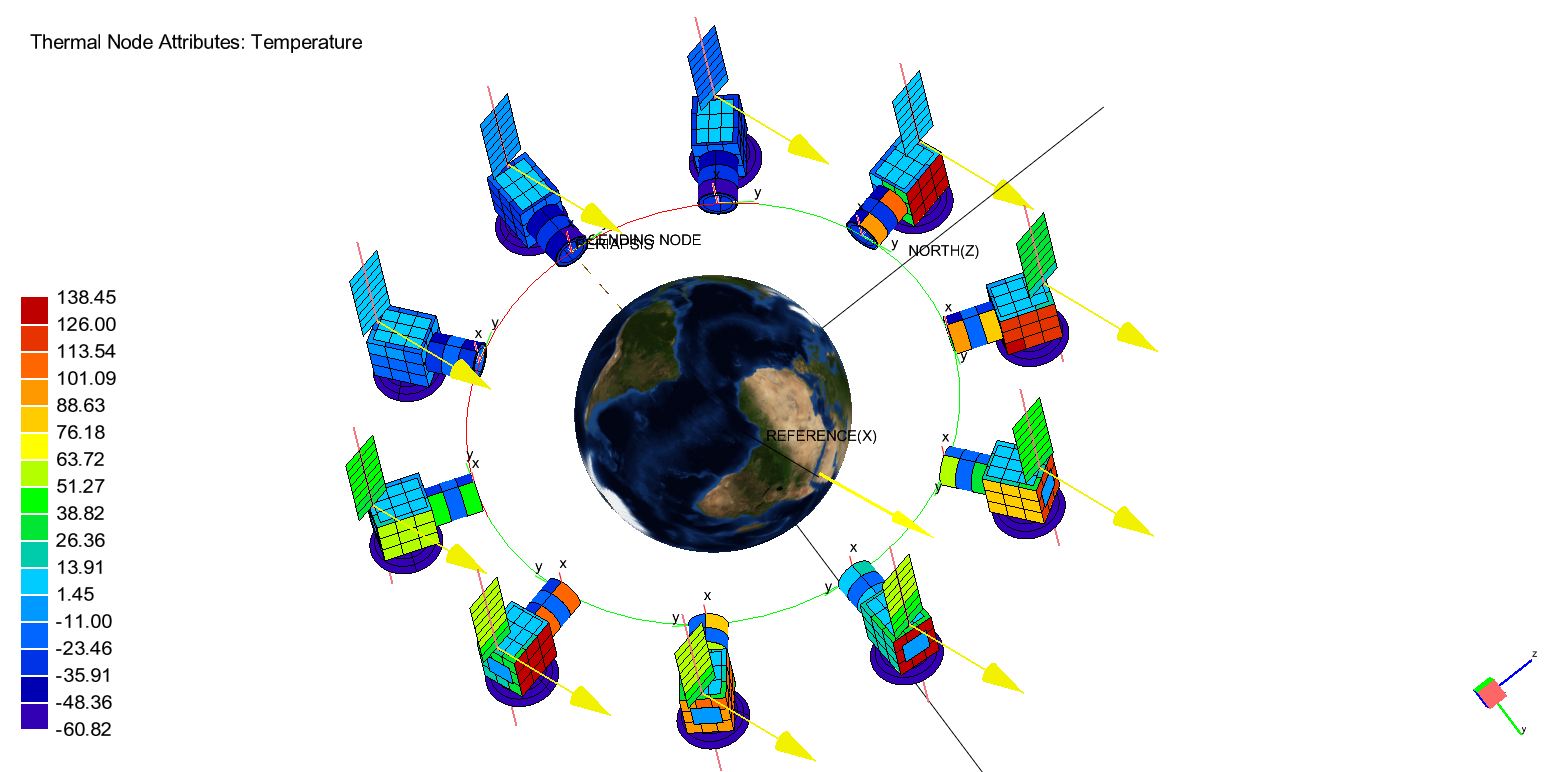 Thermal Node Attributes: Temperature
x
y
y
NORTH(Z)
PERIAPSIS
x
y
x
y
x
y
138.45
126.00
113.54
101.09
88.63
76.18
63.72
51.27
38.82
26.36
13.91
1.45
-11.00
-23.46
-35.91
-48.36
-60.82
REFERENCE(X)
x
y
y
x
x
y
y
x
x
y
z
y